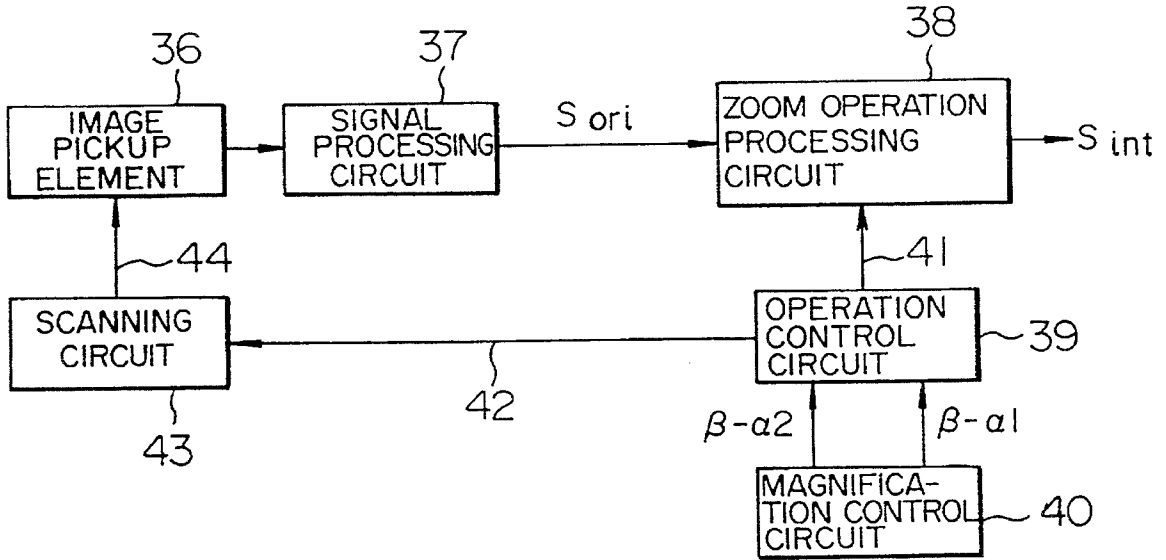 36
37
38
IMAGE
PICKUP
ELEMENT
SIGNAL
PROCESSING
CIRCUIT
S ori
ZOOM OPERATION
PROCESSING
CIRCUIT
S int
44
41
SCANNING
CIRCUIT
OPERATION
CONTROL
CIRCUIT
39
42
43
β-α2
β-α1
MAGNIFICA-
TION CONTROL
CIRCUIT
40